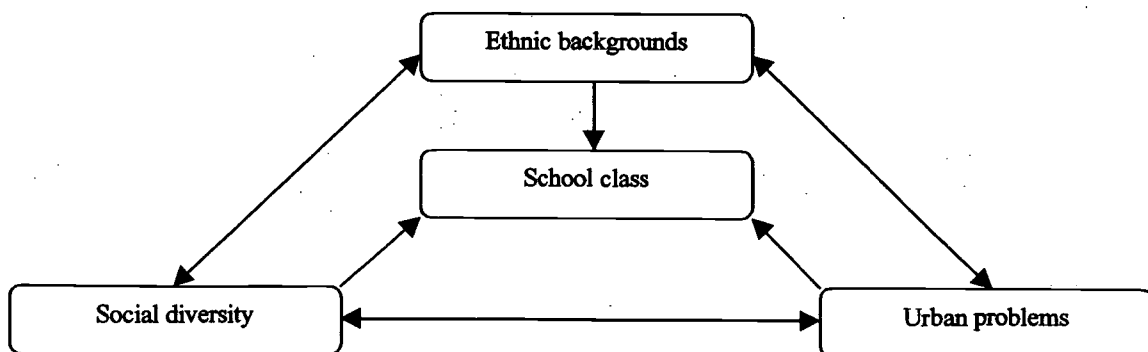 Ethnic backgrounds
School class
Social diversity
Urban problems